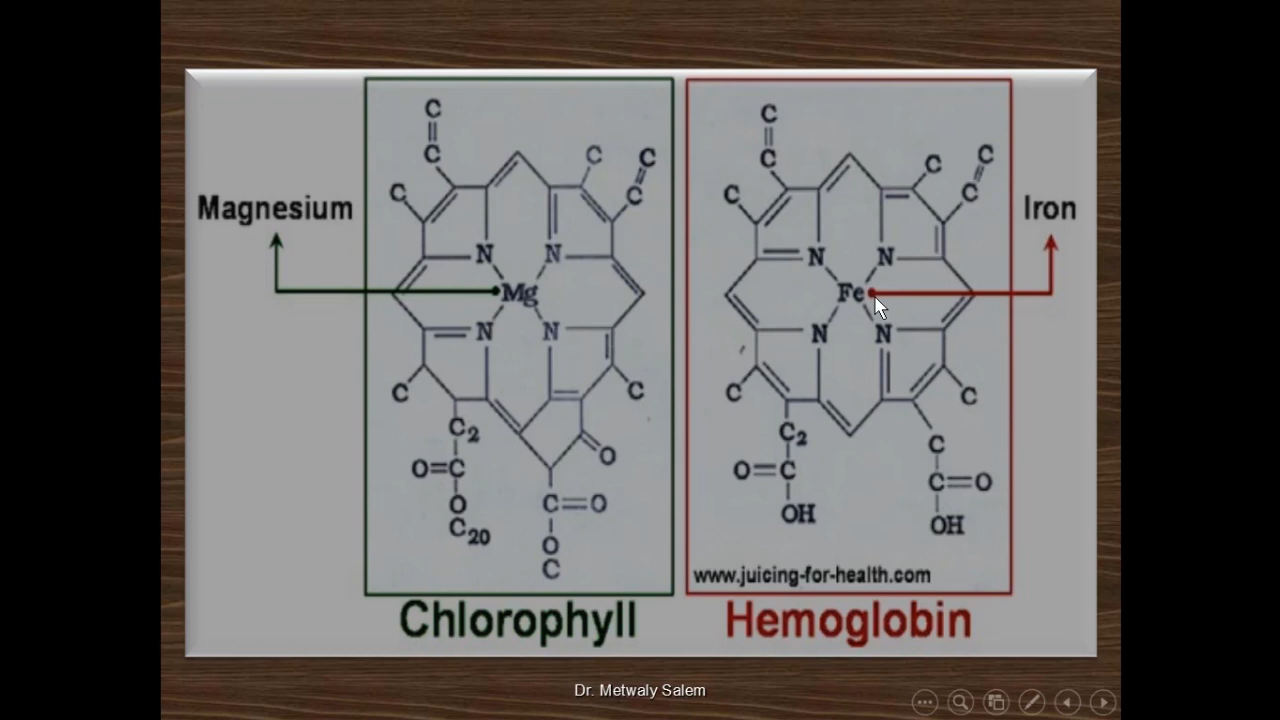 Magnesium
Iron
C
C
C
C
C
C
N
N
Mg
N
N
C
C
C2
O=C
O
C20
O
C=O
O
C
C
C
C
C
C
C
N
N
Fe
N
N
C
C
C2
O=C
OH
C
C=O
OH
www.juicing-for-health.com
Chlorophyll
Hemoglobin
Dr. Metwaly Salem